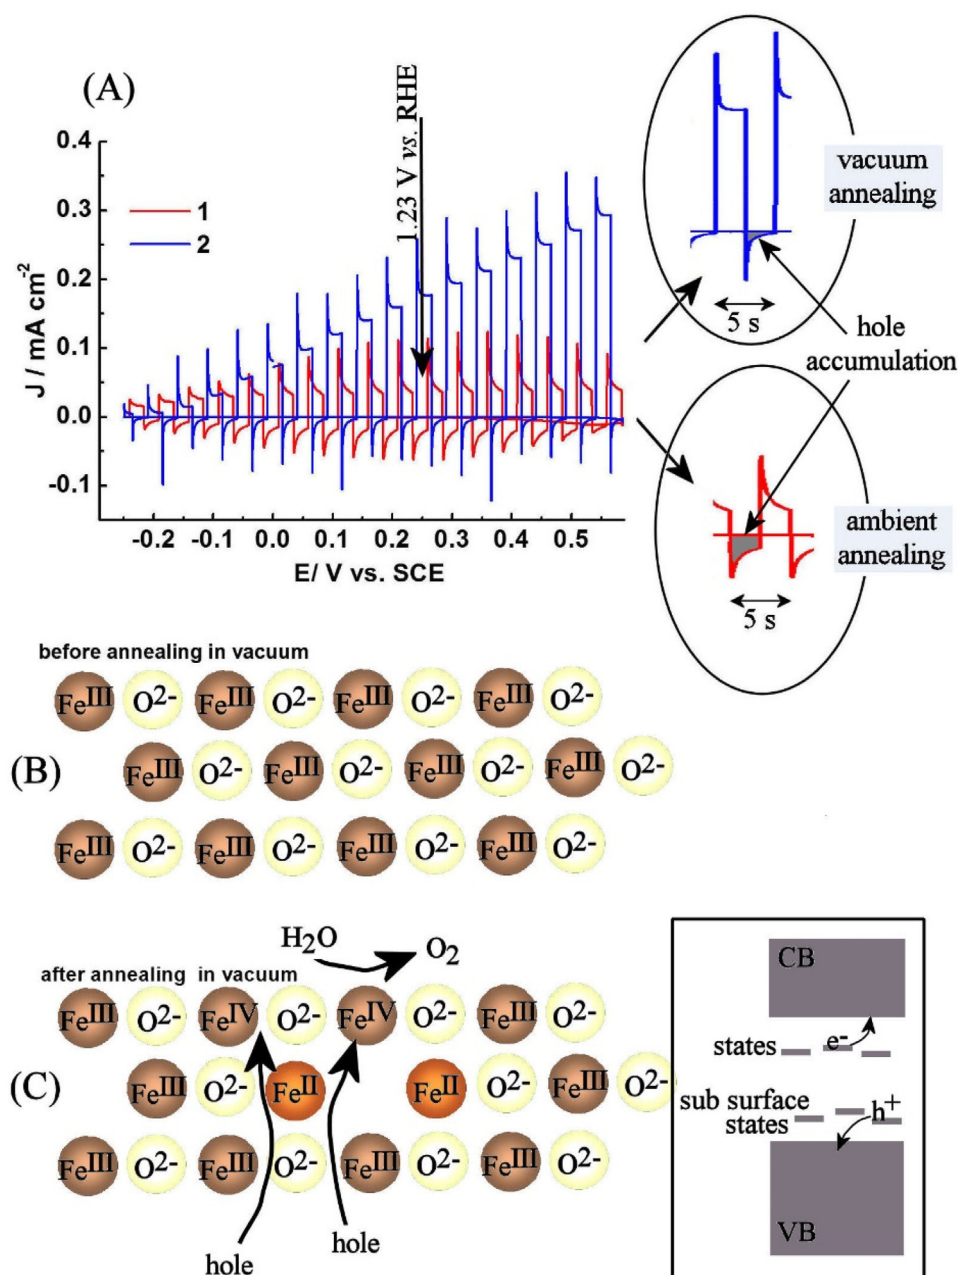 (A)
J / mA cm-2
0.4
0.3
0.2
0.1
0.0
-0.1
1
2
1.23 V vs. RHE
-0.2 -0.1 0.0 0.1 0.2 0.3 0.4 0.5
E/ V vs. SCE
vacuum
annealing
5 s
hole
accumulation
ambient
annealing
5 s
before annealing in vacuum
(B)
FeIII O2- FeIII O2- FeIII O2- FeIII O2-
FeIII O2- FeIII O2- FeIII O2- FeIII O2-
FeIII O2- FeIII O2- FeIII O2- FeIII O2-
H2O O2
after annealing in vacuum
(C)
FeIII O2- FeIV O2- FeIV O2- FeIII O2-
FeIII O2- FeII FeII O2- FeIII O2-
FeIII O2- FeIII O2- FeIII O2- FeIII O2-
hole hole
CB
states e-
sub surface
states h+
VB